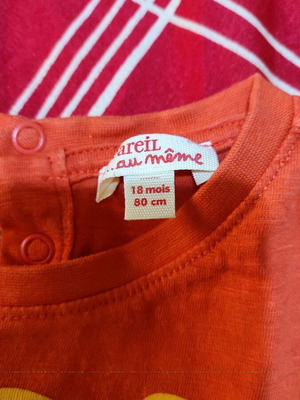 areil
...au même
18 mois
80 cm